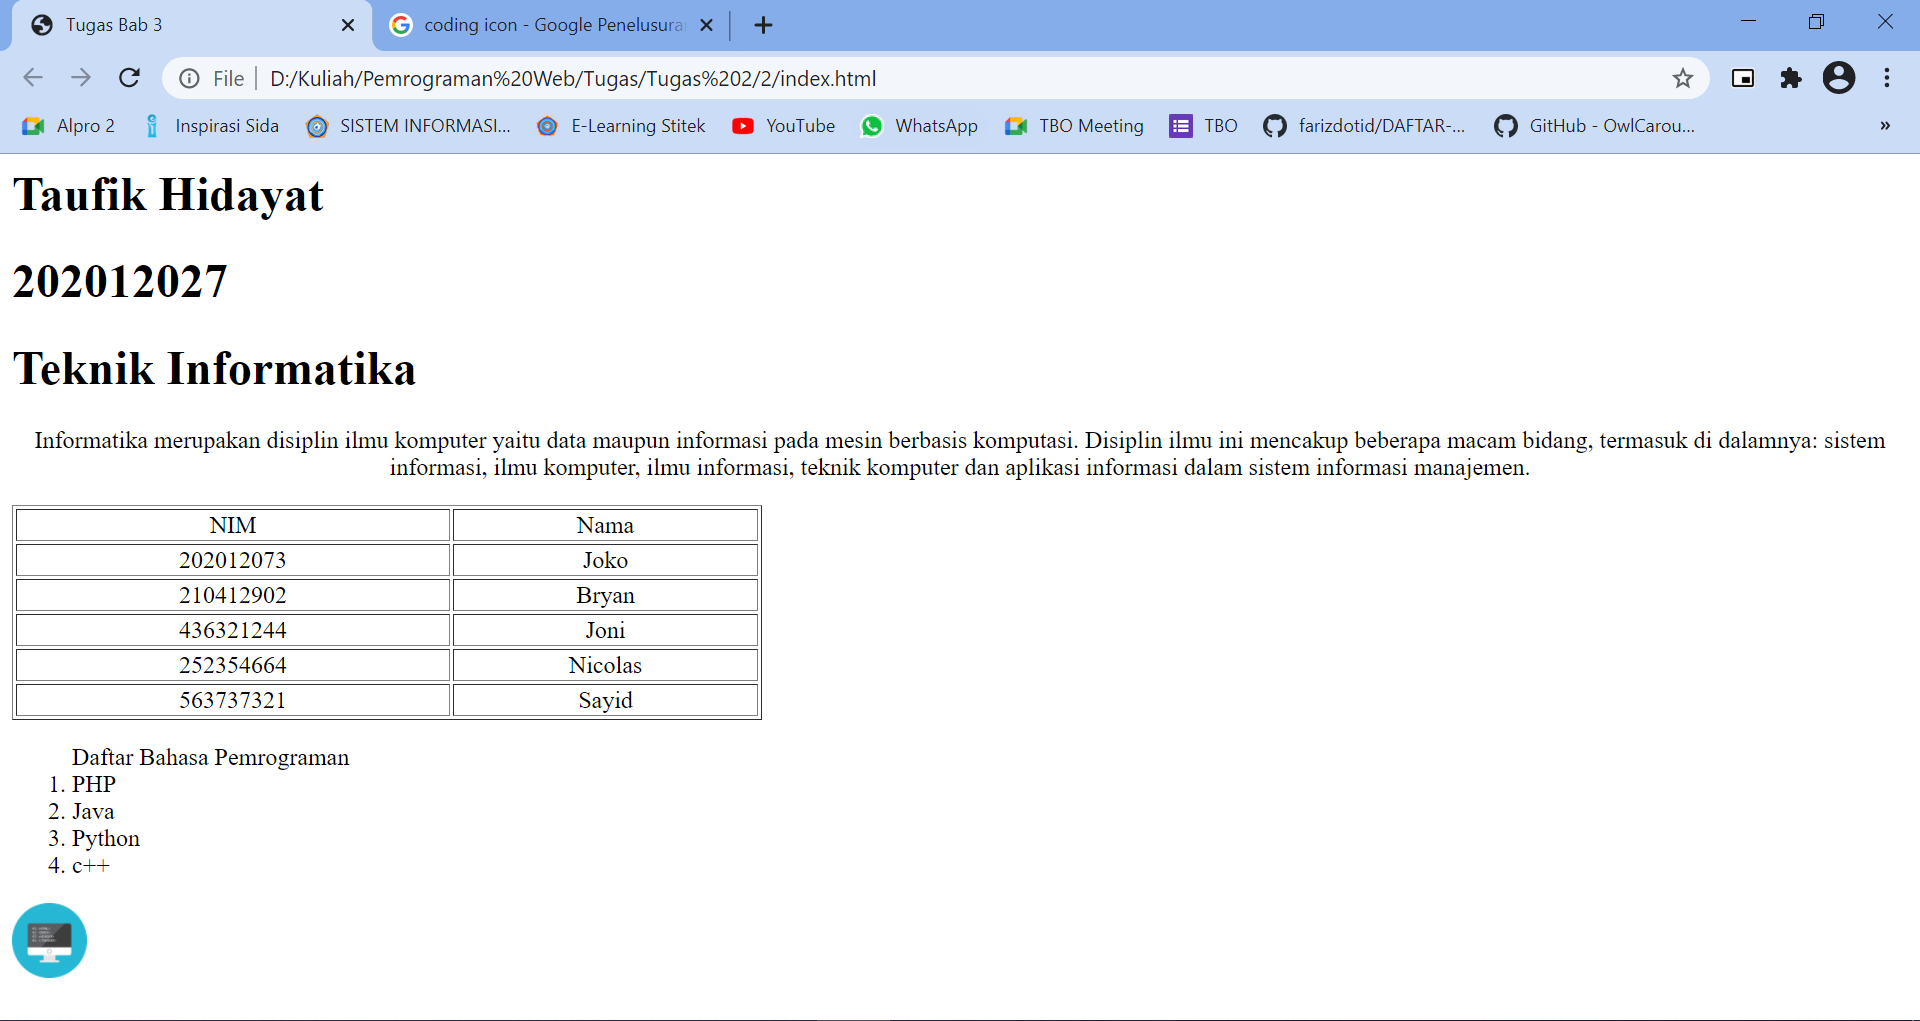 Tugas Bab 3
coding icon - Google Penelusura
File D:/Kuliah/Pemrograman%20Web/Tugas/Tugas%202/2/index.html
Alpro 2 Inspirasi Sida SISTEM INFORMASI... E-Learning Stitek YouTube WhatsApp TBO Meeting TBO farizdotid/DAFTAR-... GitHub - OwlCarou... »
Taufik Hidayat
202012027
Teknik Informatika
Informatika merupakan disiplin ilmu komputer yaitu data maupun informasi pada mesin berbasis komputasi. Disiplin ilmu ini mencakup beberapa macam bidang, termasuk di dalamnya: sistem
informasi, ilmu komputer, ilmu informasi, teknik komputer dan aplikasi informasi dalam sistem informasi manajemen.
NIM Nama
202012073 Joko
210412902 Bryan
436321244 Joni
252354664 Nicolas
563737321 Sayid
Daftar Bahasa Pemrograman
1. PHP
2. Java
3. Python
4. c++